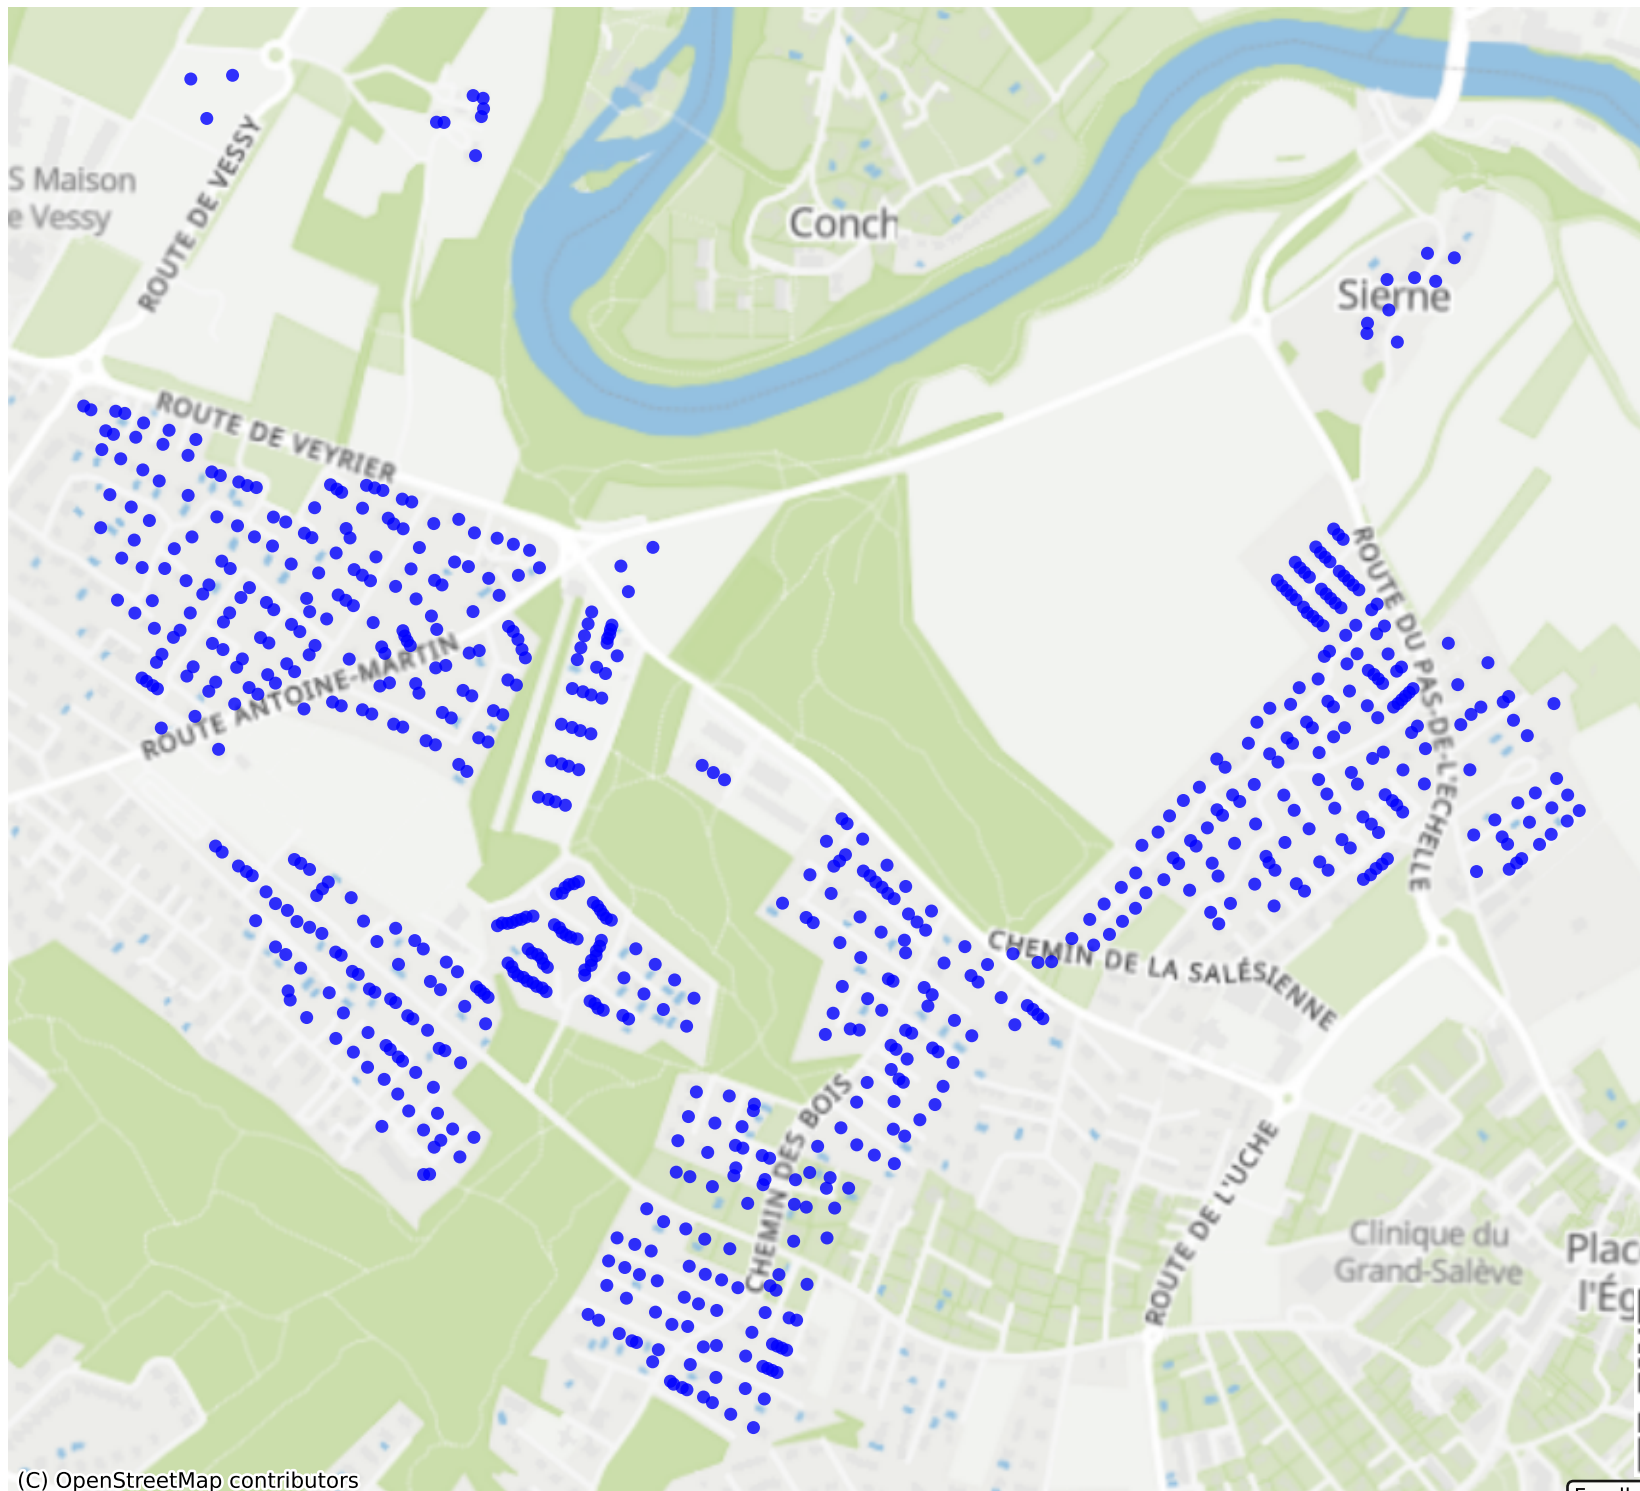 ROUTE DE VESSY
S Maison
e Vessy
Conch
Sierne
ROUTE DE VEYRIER
ROUTE ANTOINE-MARTIN
ROUTE DU PAS-DE-L'ECHELLE
CHEMIN DE LA SALÉSIENNE
CHEMIN DES BOIS
ROUTE DE L'UCHE
Clinique du
Grand-Salève
Plac
l'Ég
(C) OpenStreetMap contributors